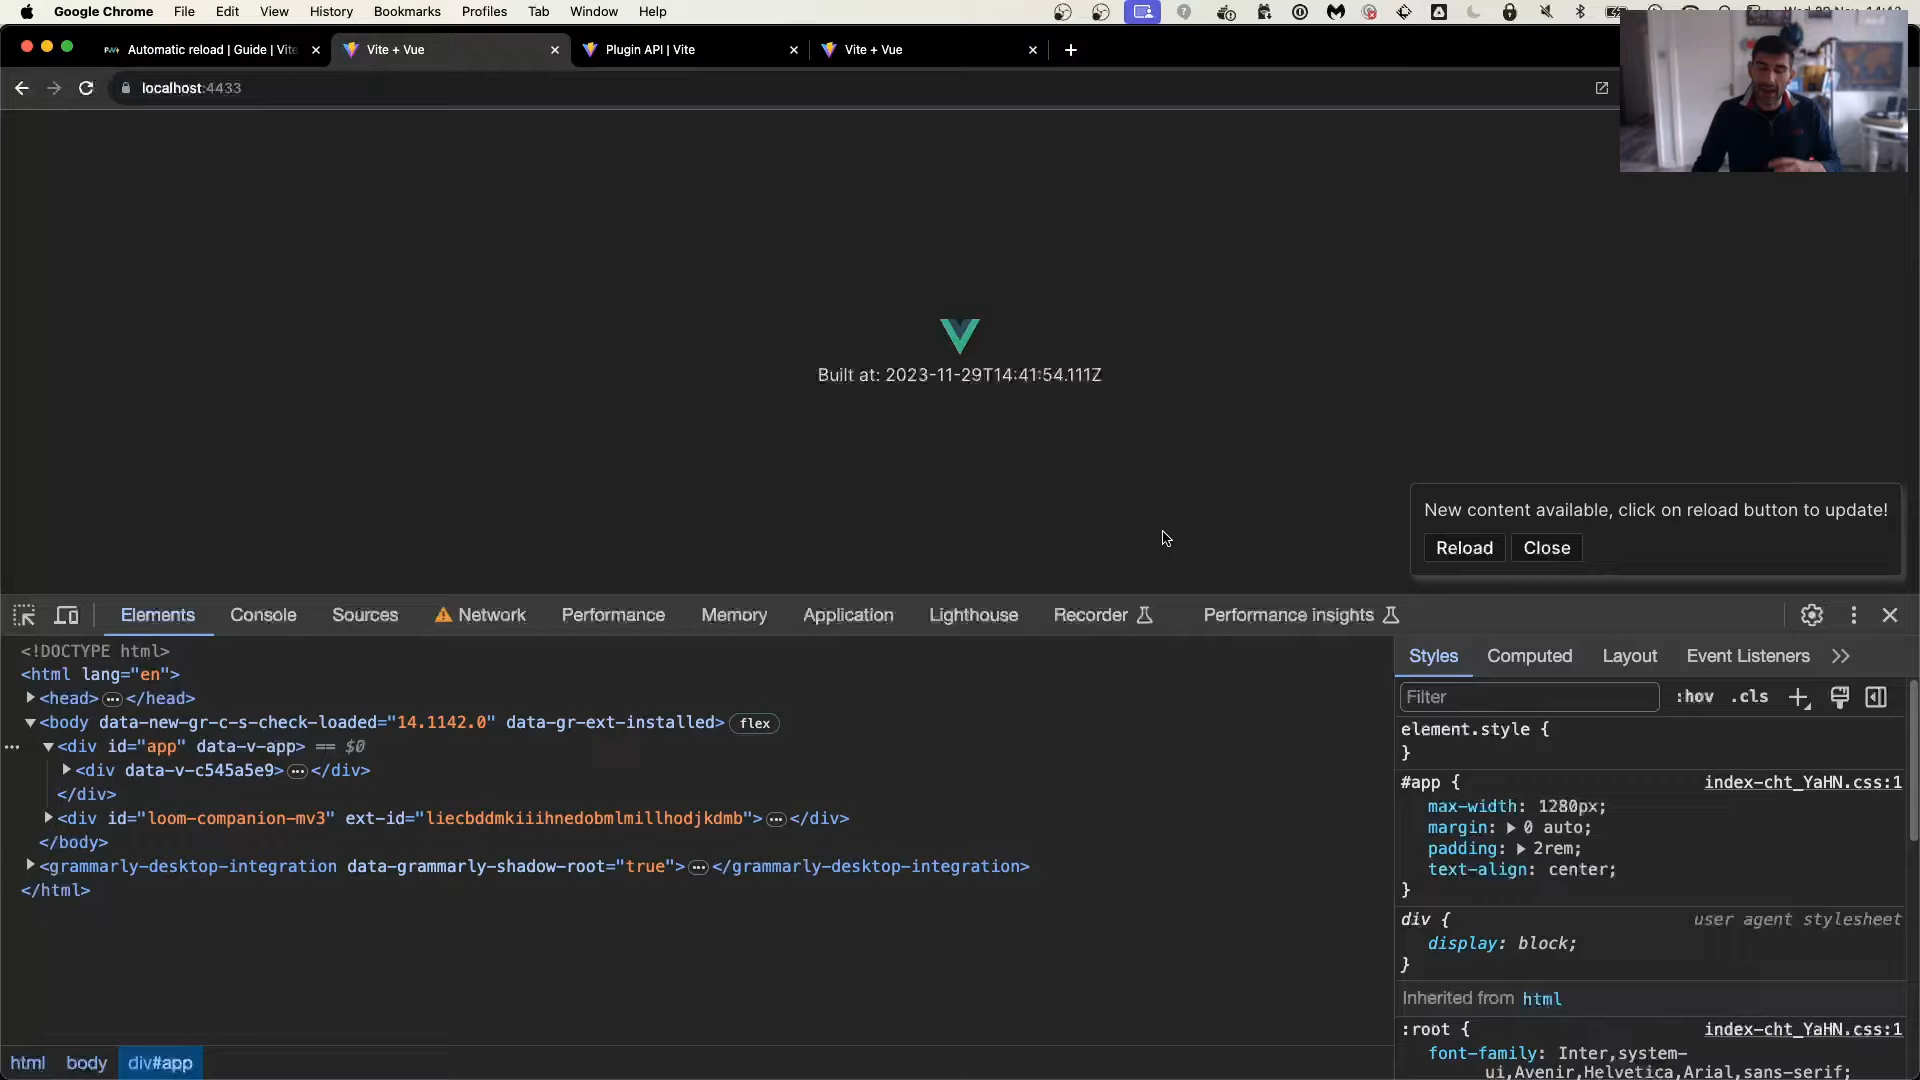 Google Chrome File Edit View History Bookmarks Profiles Tab Window Help
Automatic reload | Guide | Vite
Vite + Vue
Plugin API | Vite
Vite + Vue
localhost:4433
Built at: 2023-11-29T14:41:54.111Z
New content available, click on reload button to update!
Reload
Close
Elements Console Sources Network Performance Memory Application Lighthouse Recorder Performance insights
<!DOCTYPE html>
<html lang="en">
<head> </head>
<body data-new-gr-c-s-check-loaded="14.1142.0" data-gr-ext-installed> flex
<div id="app" data-v-app> == $0
<div data-v-c545a5e9> </div>
</div>
<div id="loom-companion-mv3" ext-id="liecbddmkiiihnedobmlmillhodjkdmb"> </div>
</body>
<grammarly-desktop-integration data-grammarly-shadow-root="true"> </grammarly-desktop-integration>
</html>
html body div#app
Styles Computed Layout Event Listeners
Filter
:hov .cls
element.style {
}
#app { index-cht_YaHN.css:1
max-width: 1280px;
margin: 0 auto;
padding: 2rem;
text-align: center;
}
div { user agent stylesheet
display: block;
}
Inherited from html
:root { index-cht_YaHN.css:1
font-family: Inter,system-
ui,Avenir,Helvetica,Arial,sans-serif;